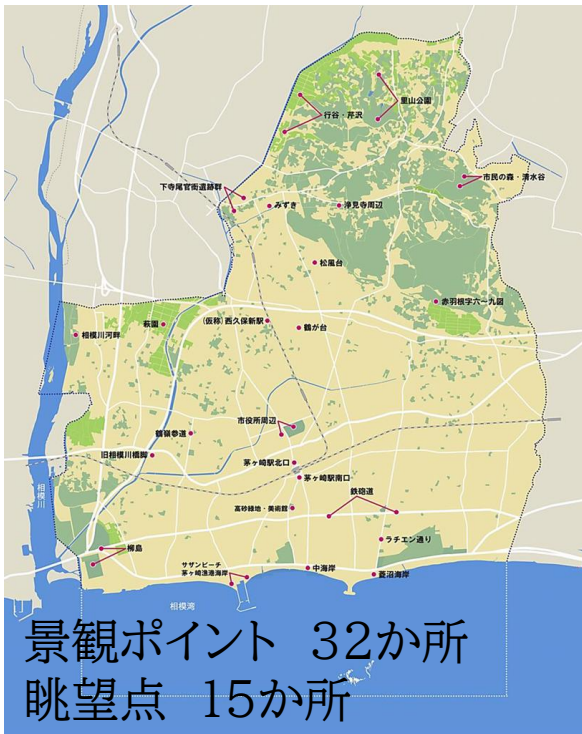 里山公園
行谷・芹沢
市民の森・清水谷
下寺尾官衙遺跡群
みずき
浄見寺周辺
松風台
赤羽根字六～九図
萩園
(仮称)西久保新駅
鶴が台
相模川河畔
市役所周辺
鶴嶺参道
旧相模川橋脚
茅ヶ崎駅北口
茅ヶ崎駅南口
鉄砲道
相模川
高砂緑地・美術館
ラチエン通り
柳島
サザンビーチ
茅ヶ崎漁港海岸
中海岸
菱沼海岸
相模湾
景観ポイント 32か所
眺望点 15か所